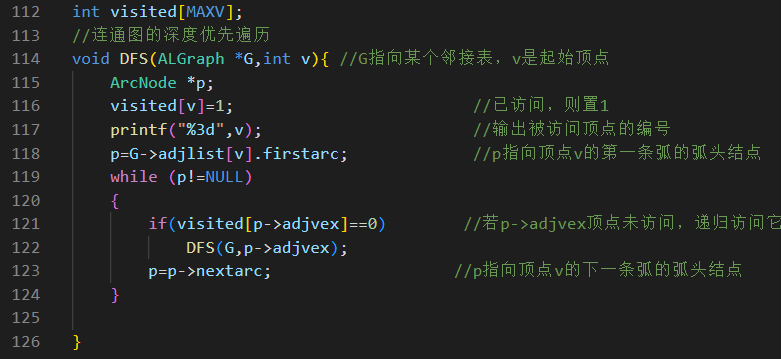 112 int visited[MAXV];
113 //连通图的深度优先遍历
114 void DFS(ALGraph *G,int v){ //G指向某个邻接表，v是起始顶点
115     ArcNode *p;
116     visited[v]=1;                          //已访问，则置1
117     printf("%3d",v);                       //输出被访问顶点的编号
118     p=G->adjlist[v].firstarc;              //p指向顶点v的第一条弧的弧头结点
119     while (p!=NULL)
120     {
121         if(visited[p->adjvex]==0)         //若p->adjvex顶点未访问，递归访问它
122             DFS(G,p->adjvex);
123         p=p->nextarc;                    //p指向顶点v的下一条弧的弧头结点
124     }
125
126 }